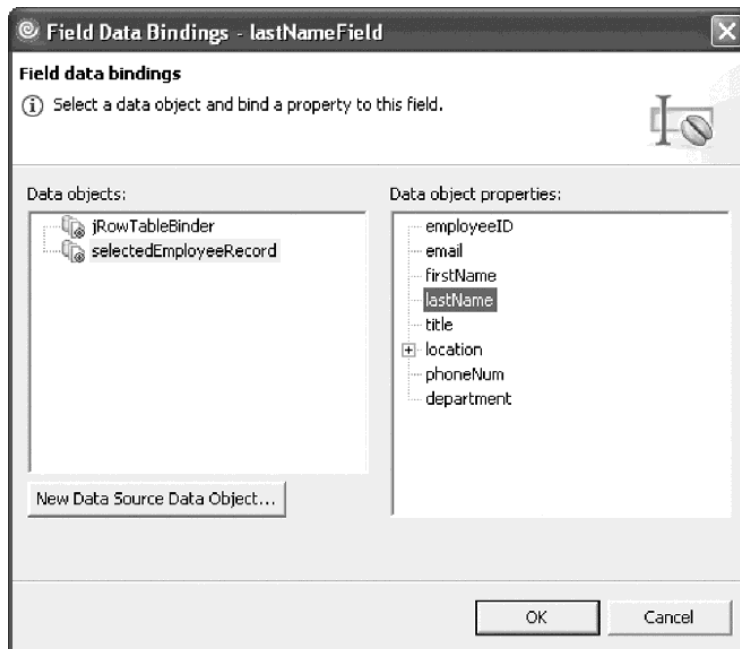 Field Data Bindings - lastNameField
Field data bindings
Select a data object and bind a property to this field.
Data objects:
jRowTableBinder
selectedEmployeeRecord
New Data Source Data Object...
Data object properties:
employeeID
email
firstName
lastName
title
location
phoneNum
department
OK
Cancel